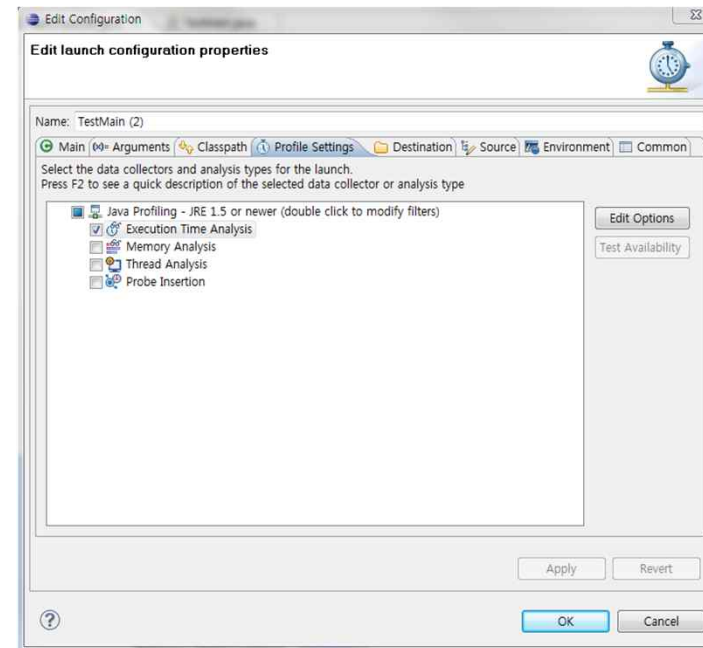 Edit Configuration
Edit launch configuration properties
Name: TestMain (2)
Main (x)= Arguments Classpath Profile Settings Destination Source Environment Common
Select the data collectors and analysis types for the launch.
Press F2 to see a quick description of the selected data collector or analysis type
Java Profiling - JRE 1.5 or newer (double click to modify filters)
Execution Time Analysis
Memory Analysis
Thread Analysis
Probe Insertion
Edit Options
Test Availability
Apply Revert
? OK Cancel